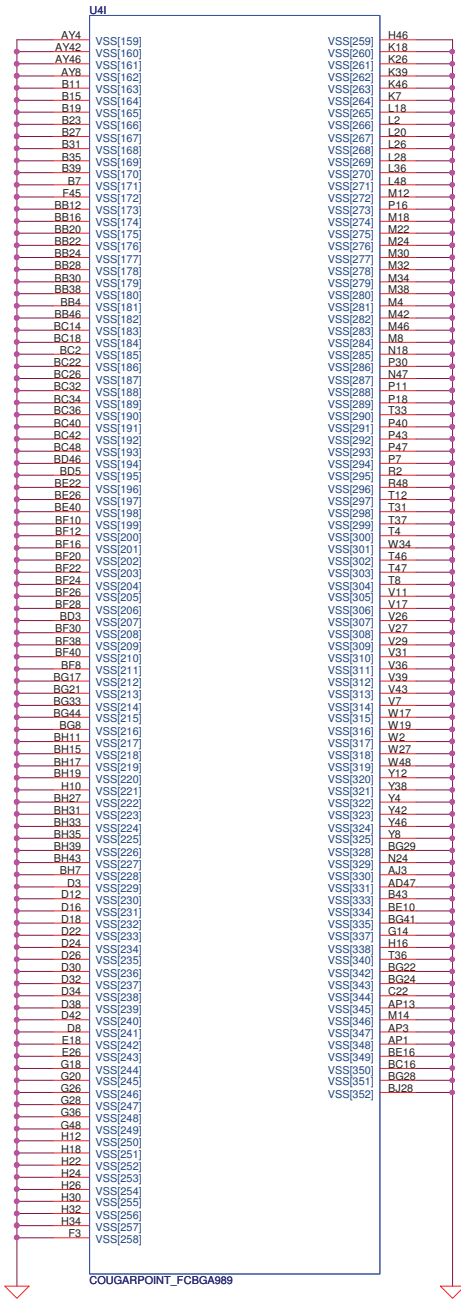 U4I
AY4 VSS[159] VSS[259] H46
AY42 VSS[160] VSS[260] K18
AY46 VSS[161] VSS[261] K26
AY8 VSS[162] VSS[262] K39
B11 VSS[163] VSS[263] K46
B15 VSS[164] VSS[264] K7
B19 VSS[165] VSS[265] L18
B23 VSS[166] VSS[266] L2
B27 VSS[167] VSS[267] L20
B31 VSS[168] VSS[268] L26
B35 VSS[169] VSS[269] L28
B39 VSS[170] VSS[270] L36
B7 VSS[171] VSS[271] L48
F45 VSS[172] VSS[272] M12
BB12 VSS[173] VSS[273] P16
BB16 VSS[174] VSS[274] M18
BB20 VSS[175] VSS[275] M22
BB22 VSS[176] VSS[276] M24
BB24 VSS[177] VSS[277] M30
BB28 VSS[178] VSS[278] M32
BB30 VSS[179] VSS[279] M34
BB38 VSS[180] VSS[280] M38
BB4 VSS[181] VSS[281] M4
BB46 VSS[182] VSS[282] M42
BC14 VSS[183] VSS[283] M46
BC18 VSS[184] VSS[284] M8
BC2 VSS[185] VSS[285] N18
BC22 VSS[186] VSS[286] P30
BC26 VSS[187] VSS[287] N47
BC32 VSS[188] VSS[288] P11
BC34 VSS[189] VSS[289] P18
BC36 VSS[190] VSS[290] T33
BC40 VSS[191] VSS[291] P40
BC42 VSS[192] VSS[292] P43
BC48 VSS[193] VSS[293] P47
BD46 VSS[194] VSS[294] P7
BD5 VSS[195] VSS[295] R2
BE22 VSS[196] VSS[296] R48
BE26 VSS[197] VSS[297] T12
BE40 VSS[198] VSS[298] T31
BF10 VSS[199] VSS[299] T37
BF12 VSS[200] VSS[300] T4
BF16 VSS[201] VSS[301] W34
BF20 VSS[202] VSS[302] T46
BF22 VSS[203] VSS[303] T47
BF24 VSS[204] VSS[304] T8
BF26 VSS[205] VSS[305] V11
BF28 VSS[206] VSS[306] V17
BD3 VSS[207] VSS[307] V26
BF30 VSS[208] VSS[308] V27
BF38 VSS[209] VSS[309] V29
BF40 VSS[210] VSS[310] V31
BF8 VSS[211] VSS[311] V36
BG17 VSS[212] VSS[312] V39
BG21 VSS[213] VSS[313] V43
BG33 VSS[214] VSS[314] V7
BG44 VSS[215] VSS[315] W17
BG8 VSS[216] VSS[316] W19
BH11 VSS[217] VSS[317] W2
BH15 VSS[218] VSS[318] W27
BH17 VSS[219] VSS[319] W48
BH19 VSS[220] VSS[320] Y12
H10 VSS[221] VSS[321] Y38
BH27 VSS[222] VSS[322] Y4
BH31 VSS[223] VSS[323] Y42
BH33 VSS[224] VSS[324] Y46
BH35 VSS[225] VSS[325] Y8
BH39 VSS[226] VSS[328] BG29
BH43 VSS[227] VSS[329] N24
BH7 VSS[228] VSS[330] AJ3
D3 VSS[229] VSS[331] AD47
D12 VSS[230] VSS[333] B43
D16 VSS[231] VSS[334] BE10
D18 VSS[232] VSS[335] BG41
D22 VSS[233] VSS[337] G14
D24 VSS[234] VSS[338] H16
D26 VSS[235] VSS[340] T36
D30 VSS[236] VSS[342] BG22
D32 VSS[237] VSS[343] BG24
D34 VSS[238] VSS[344] C22
D38 VSS[239] VSS[345] AP13
D42 VSS[240] VSS[346] M14
D8 VSS[241] VSS[347] AP3
E18 VSS[242] VSS[348] AP1
E26 VSS[243] VSS[349] BE16
G18 VSS[244] VSS[350] BC16
G20 VSS[245] VSS[351] BG28
G26 VSS[246] VSS[352] BJ28
G28 VSS[247]
G36 VSS[248]
G48 VSS[249]
H12 VSS[250]
H18 VSS[251]
H22 VSS[252]
H24 VSS[253]
H26 VSS[254]
H30 VSS[255]
H32 VSS[256]
H34 VSS[257]
F3 VSS[258]
COUGARPOINT_FCBGA989